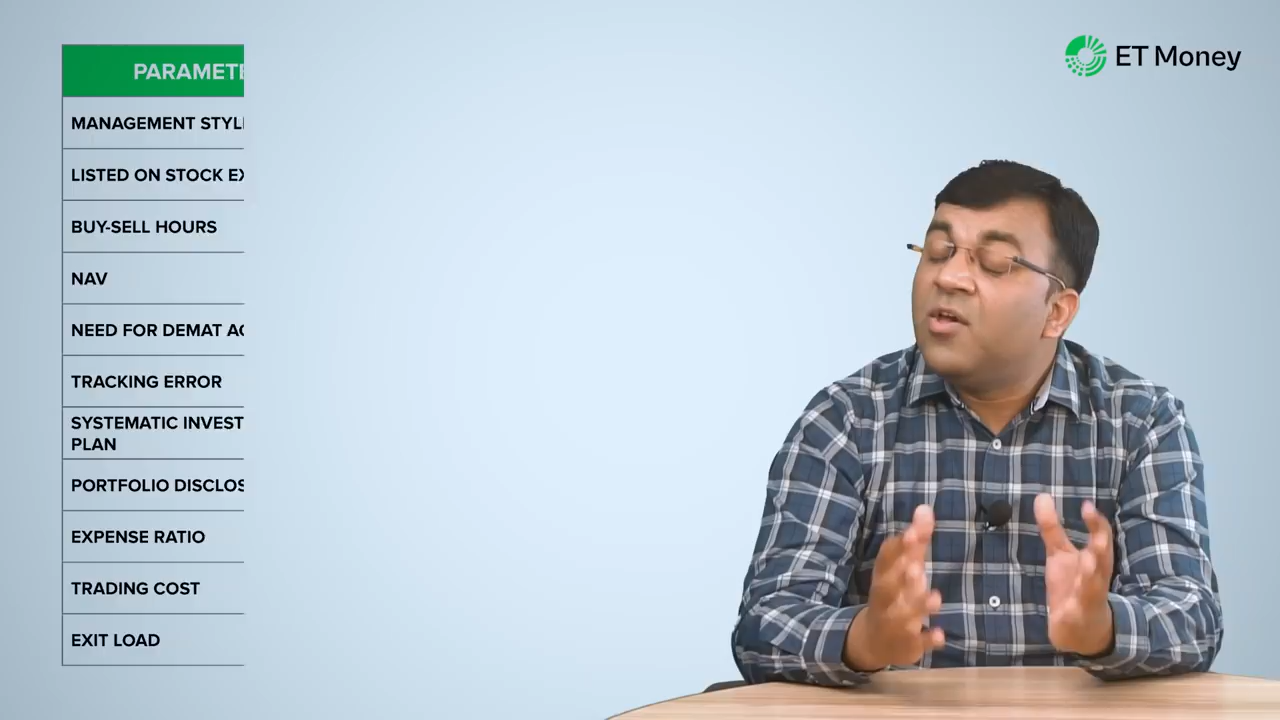 ET Money
PARAMETE
MANAGEMENT STYL
LISTED ON STOCK EX
BUY-SELL HOURS
NAV
NEED FOR DEMAT AC
TRACKING ERROR
SYSTEMATIC INVEST
PLAN
PORTFOLIO DISCLOS
EXPENSE RATIO
TRADING COST
EXIT LOAD